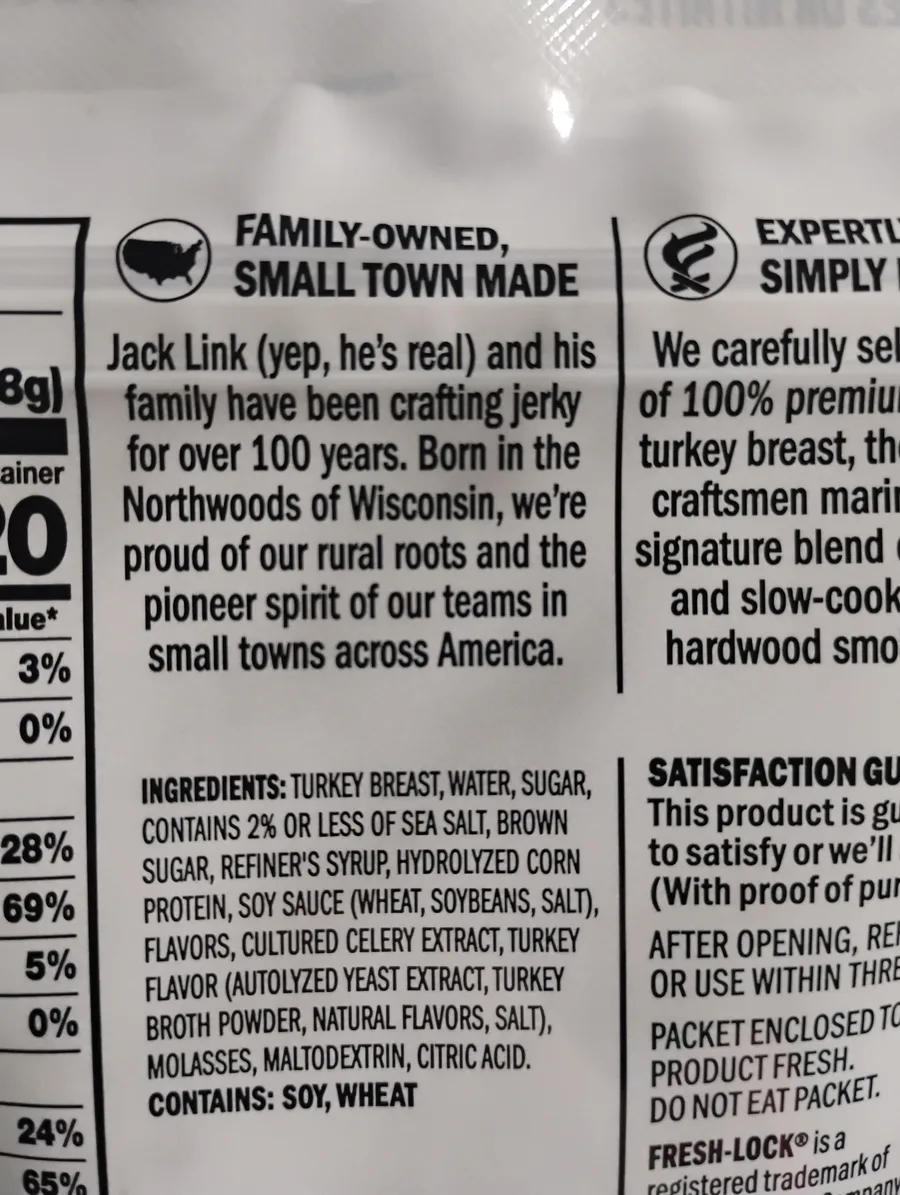 8g)
ainer
20
alue*
3%
0%
28%
69%
5%
0%
24%
65%
FAMILY-OWNED,
SMALL TOWN MADE
Jack Link (yep, he's real) and his
family have been crafting jerky
for over 100 years. Born in the
Northwoods of Wisconsin, we're
proud of our rural roots and the
pioneer spirit of our teams in
small towns across America.
INGREDIENTS: TURKEY BREAST, WATER, SUGAR,
CONTAINS 2% OR LESS OF SEA SALT, BROWN
SUGAR, REFINER'S SYRUP, HYDROLYZED CORN
PROTEIN, SOY SAUCE (WHEAT, SOYBEANS, SALT),
FLAVORS, CULTURED CELERY EXTRACT, TURKEY
FLAVOR (AUTOLYZED YEAST EXTRACT, TURKEY
BROTH POWDER, NATURAL FLAVORS, SALT),
MOLASSES, MALTODEXTRIN, CITRIC ACID.
CONTAINS: SOY, WHEAT
EXPERTL
SIMPLY
We carefully sel
of 100% premiu
turkey breast, the
craftsmen marin
signature blend
and slow-cook
hardwood smo
SATISFACTION GU
This product is gu
to satisfy or we'll
(With proof of pur
AFTER OPENING, REF
OR USE WITHIN THRE
PACKET ENCLOSED TO
PRODUCT FRESH.
DO NOT EAT PACKET.
FRESH-LOCK® is a
registered trademark of
mpany